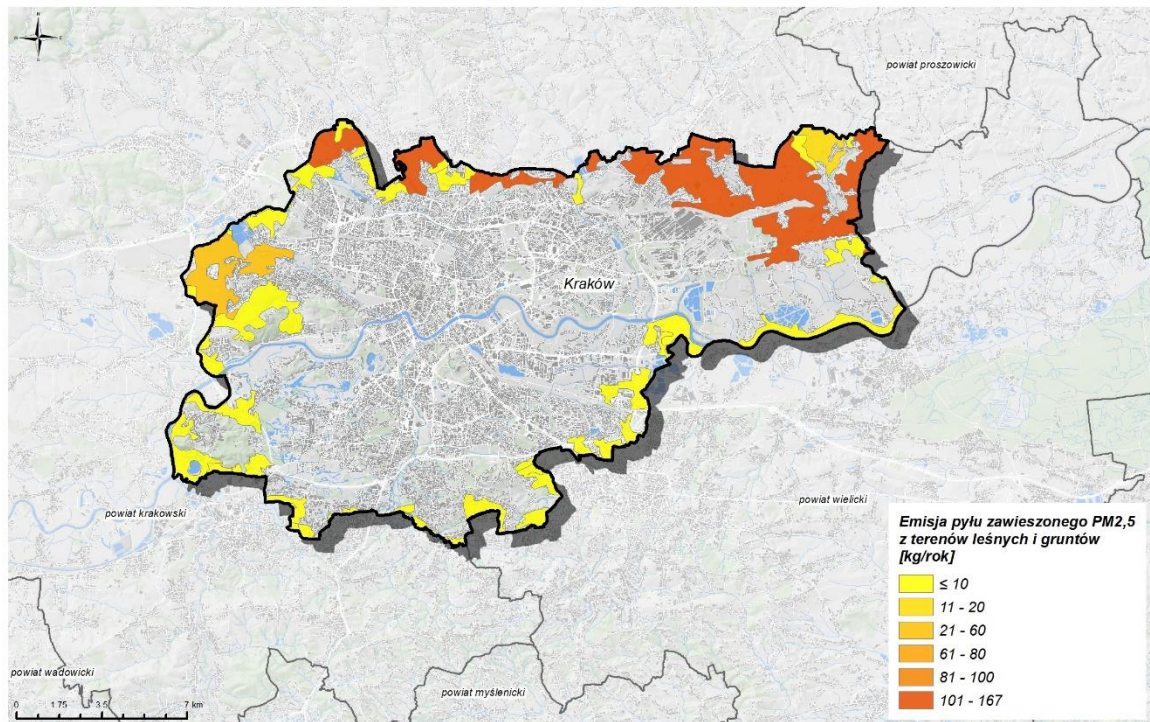 powiat proszowicki
Kraków
powiat krakowski
powiat wielicki
powiat wadowicki
powiat myślenicki
0 1.75 3.5 7 km
Emisja pyłu zawieszonego PM2,5
z terenów leśnych i gruntów
[kg/rok]
≤ 10
11 - 20
21 - 60
61 - 80
81 - 100
101 - 167